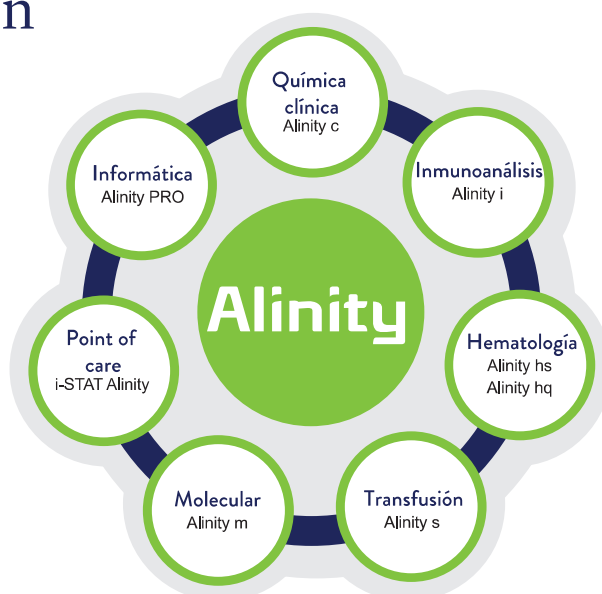 n
Química
clínica
Alinity c
Inmunoanálisis
Alinity i
Hematología
Alinity hs
Alinity hq
Transfusión
Alinity s
Molecular
Alinity m
Point of
care
i-STAT Alinity
Informática
Alinity PRO
Alinity